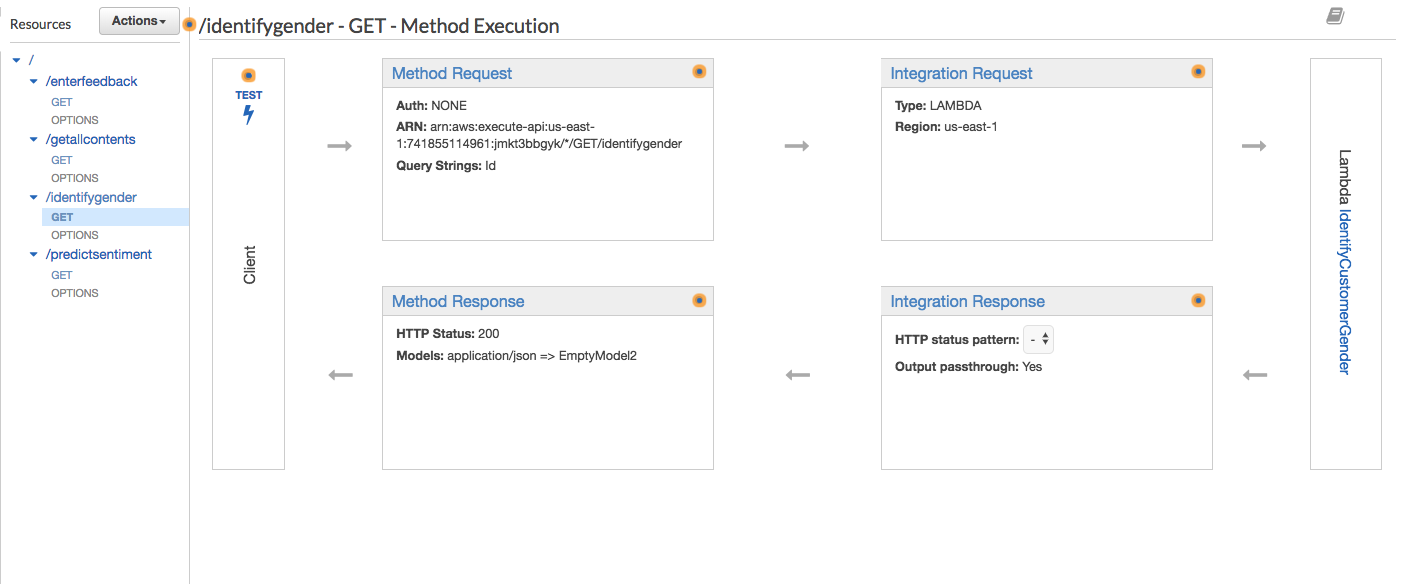 Resources
Actions
/identifygender - GET - Method Execution
/
/enterfeedback
GET
OPTIONS
/getallcontents
GET
OPTIONS
/identifygender
GET
OPTIONS
/predictsentiment
GET
OPTIONS
TEST
Client
Method Request
Auth: NONE
ARN: arn:aws:execute-api:us-east-
1:741855114961:jmkt3bbgyk/*/GET/identifygender
Query Strings: Id
Integration Request
Type: LAMBDA
Region: us-east-1
Lambda IdentifyCustomerGender
Method Response
HTTP Status: 200
Models: application/json => EmptyModel2
Integration Response
HTTP status pattern: -
Output passthrough: Yes